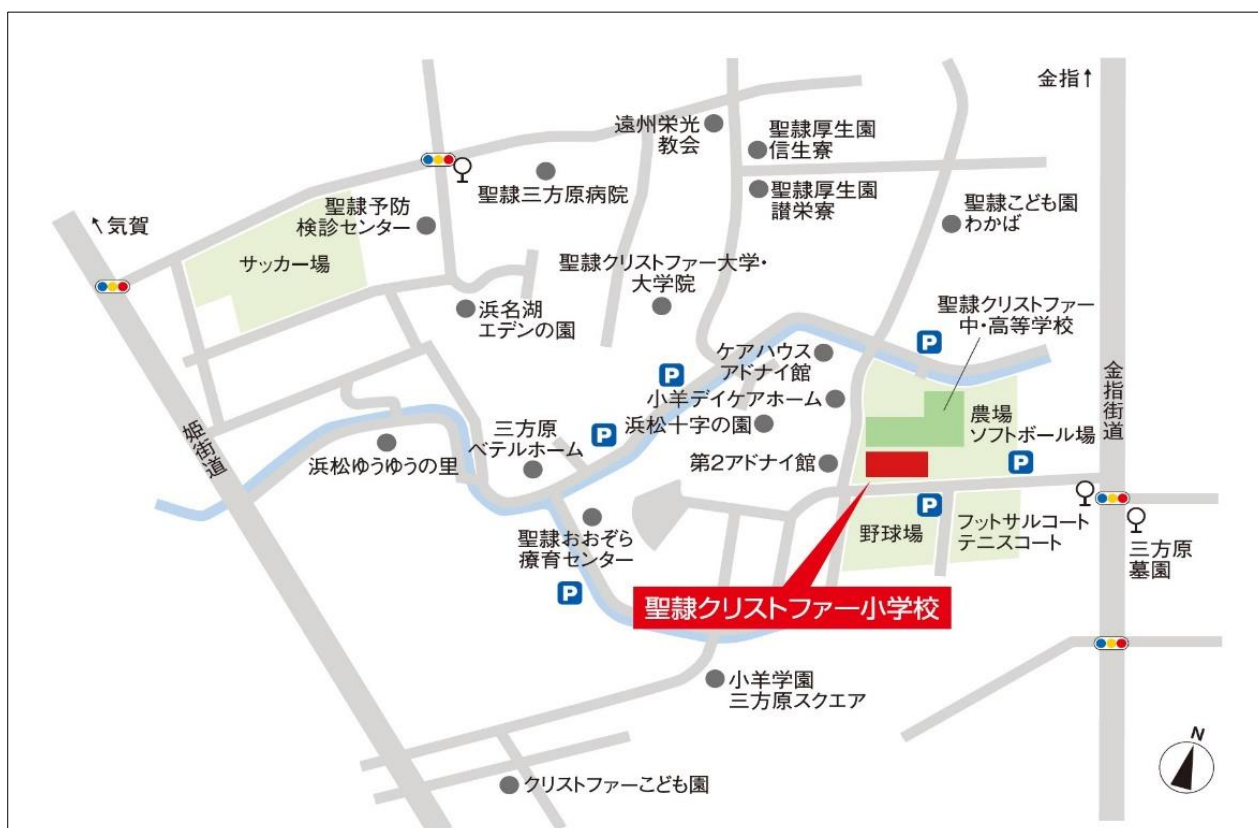 金指↑
遠州栄光
教会
聖隷厚生園
信生寮
聖隷三方原病院
聖隷厚生園
讃栄寮
聖隷予防
検診センター
聖隷こども園
わかば
↖気賀
サッカー場
聖隷クリストファー大学・
大学院
聖隷クリストファー
中・高等学校
浜名湖
エデンの園
P
ケアハウス
アドナイ館
P
小羊デイケアホーム
金指街道
農場
ソフトボール場
浜松十字の園
三方原
ベテルホーム
P
姫街道
浜松ゆうゆうの里
第2アドナイ館
P
P
野球場
フットサルコート
テニスコート
聖隷おおぞら
療育センター
三方原
墓園
P
聖隷クリストファー小学校
小羊学園
三方原スクエア
N
クリストファーこども園